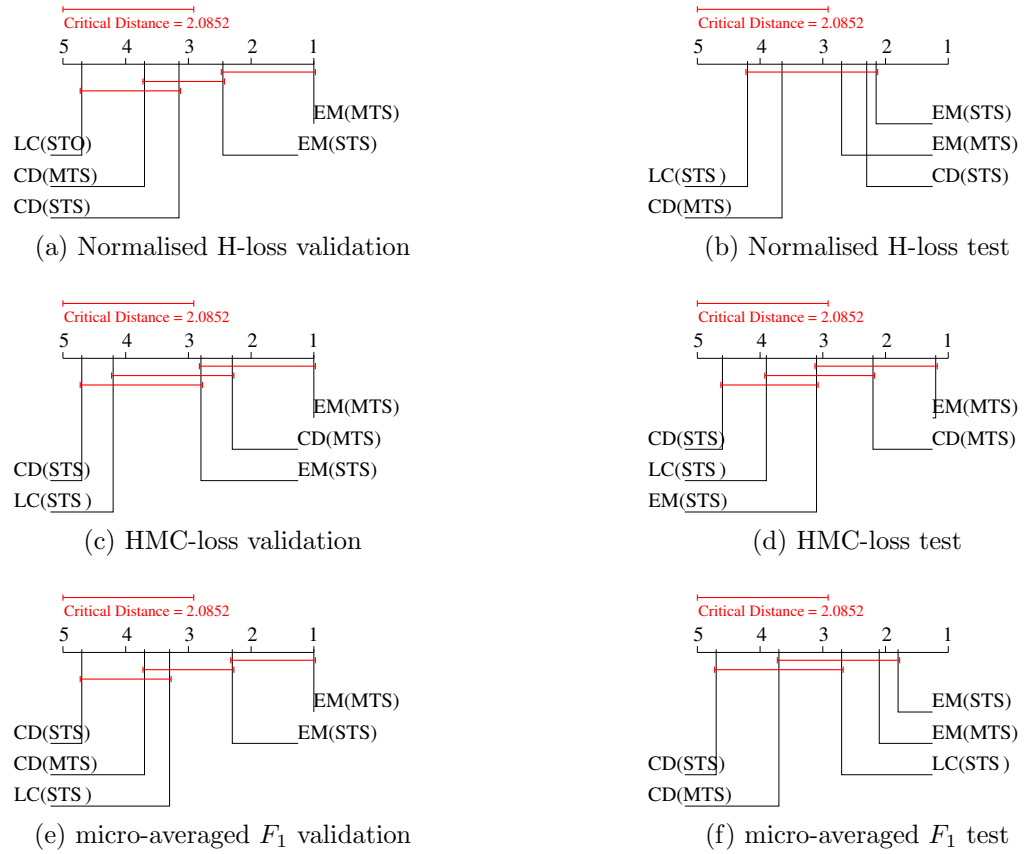 Critical Distance = 2.0852
5 4 3 2 1
EM(MTS)
LC(STO)
EM(STS)
CD(MTS)
CD(STS)
(a) Normalised H-loss validation
Critical Distance = 2.0852
5 4 3 2 1
EM(STS)
EM(MTS)
LC(STS )
CD(STS)
CD(MTS)
(b) Normalised H-loss test
Critical Distance = 2.0852
5 4 3 2 1
EM(MTS)
CD(MTS)
CD(STS)
EM(STS)
LC(STS )
(c) HMC-loss validation
Critical Distance = 2.0852
5 4 3 2 1
EM(MTS)
CD(STS)
CD(MTS)
LC(STS )
EM(STS)
(d) HMC-loss test
Critical Distance = 2.0852
5 4 3 2 1
EM(MTS)
CD(STS)
EM(STS)
CD(MTS)
LC(STS )
(e) micro-averaged F₁ validation
Critical Distance = 2.0852
5 4 3 2 1
EM(STS)
EM(MTS)
CD(STS)
LC(STS )
CD(MTS)
(f) micro-averaged F₁ test